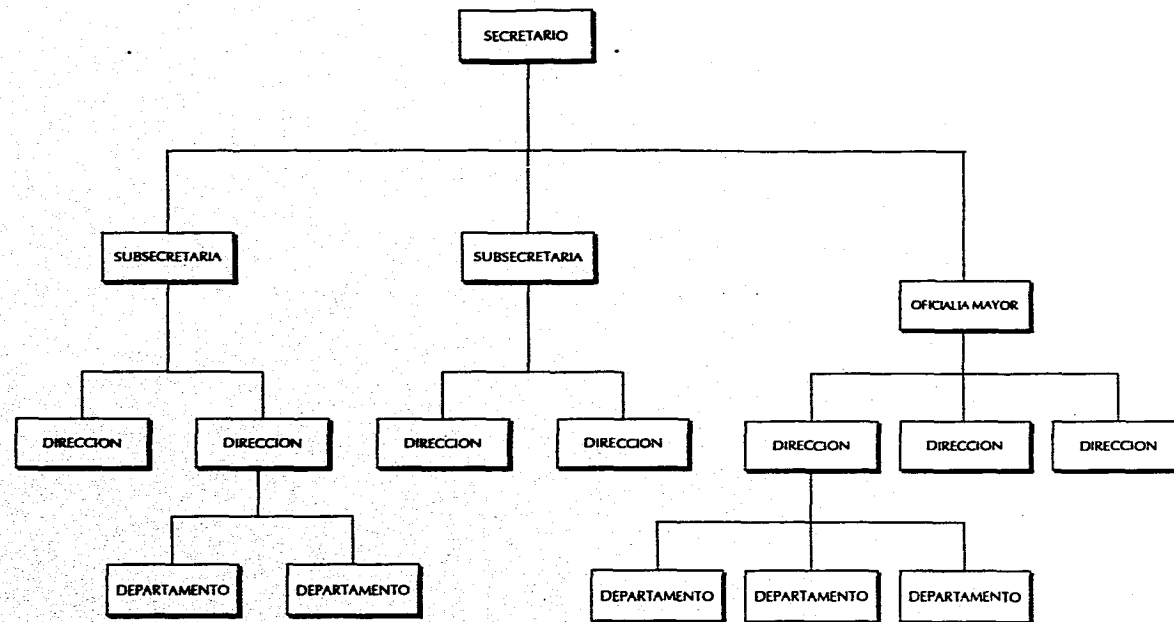 SECRETARIO
SUBSECRETARIA
SUBSECRETARIA
OFICIALIA MAYOR
DIRECCION
DIRECCION
DIRECCION
DIRECCION
DIRECCION
DIRECCION
DIRECCION
DEPARTAMENTO
DEPARTAMENTO
DEPARTAMENTO
DEPARTAMENTO
DEPARTAMENTO